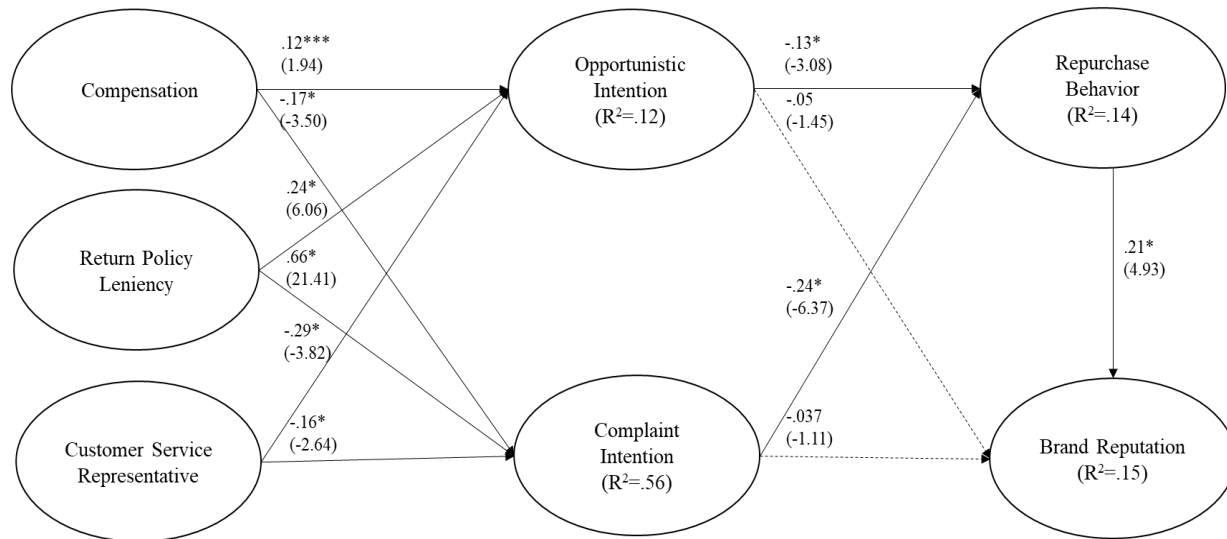 .12***
(1.94)
Compensation
-.17*
(-3.50)
Opportunistic
Intention
(R²=.12)
-.13*
(-3.08)
-.05
(-1.45)
Repurchase
Behavior
(R²=.14)
.24*
(6.06)
Return Policy
Leniency
.66*
(21.41)
-.24*
(-6.37)
.21*
(4.93)
-.29*
(-3.82)
Customer Service
Representative
-.16*
(-2.64)
Complaint
Intention
(R²=.56)
-.037
(-1.11)
Brand Reputation
(R²=.15)